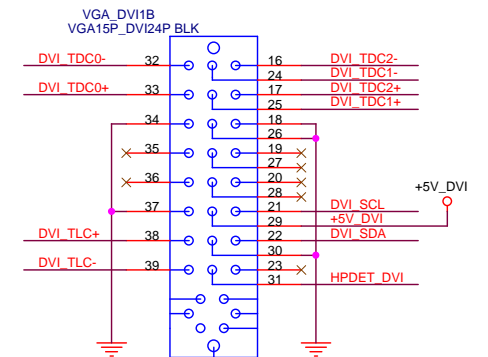 VGA_DVI1B
VGA15P_DVI24P BLK
DVI_TDC0- 32 16 DVI_TDC2-
24 DVI_TDC1-
DVI_TDC0+ 33 17 DVI_TDC2+
25 DVI_TDC1+
34 18
26
35 19
27
36 20
28
+5V_DVI
37 21 DVI_SCL
29 +5V_DVI
DVI_TLC+ 38 22 DVI_SDA
30
DVI_TLC- 39 23
31 HPDET_DVI